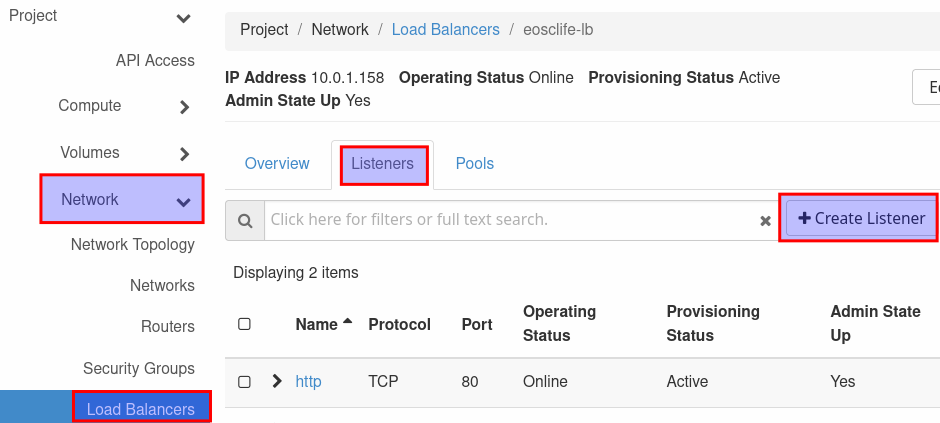 Project
API Access
Compute
Volumes
Network
Network Topology
Networks
Routers
Security Groups
Load Balancers
Project / Network / Load Balancers / eosclife-lb
IP Address 10.0.1.158 Operating Status Online Provisioning Status Active
Admin State Up Yes
Overview Listeners Pools
Click here for filters or full text search.
+ Create Listener
Displaying 2 items
Name Protocol Port Operating Status Provisioning Status Admin State Up
http TCP 80 Online Active Yes